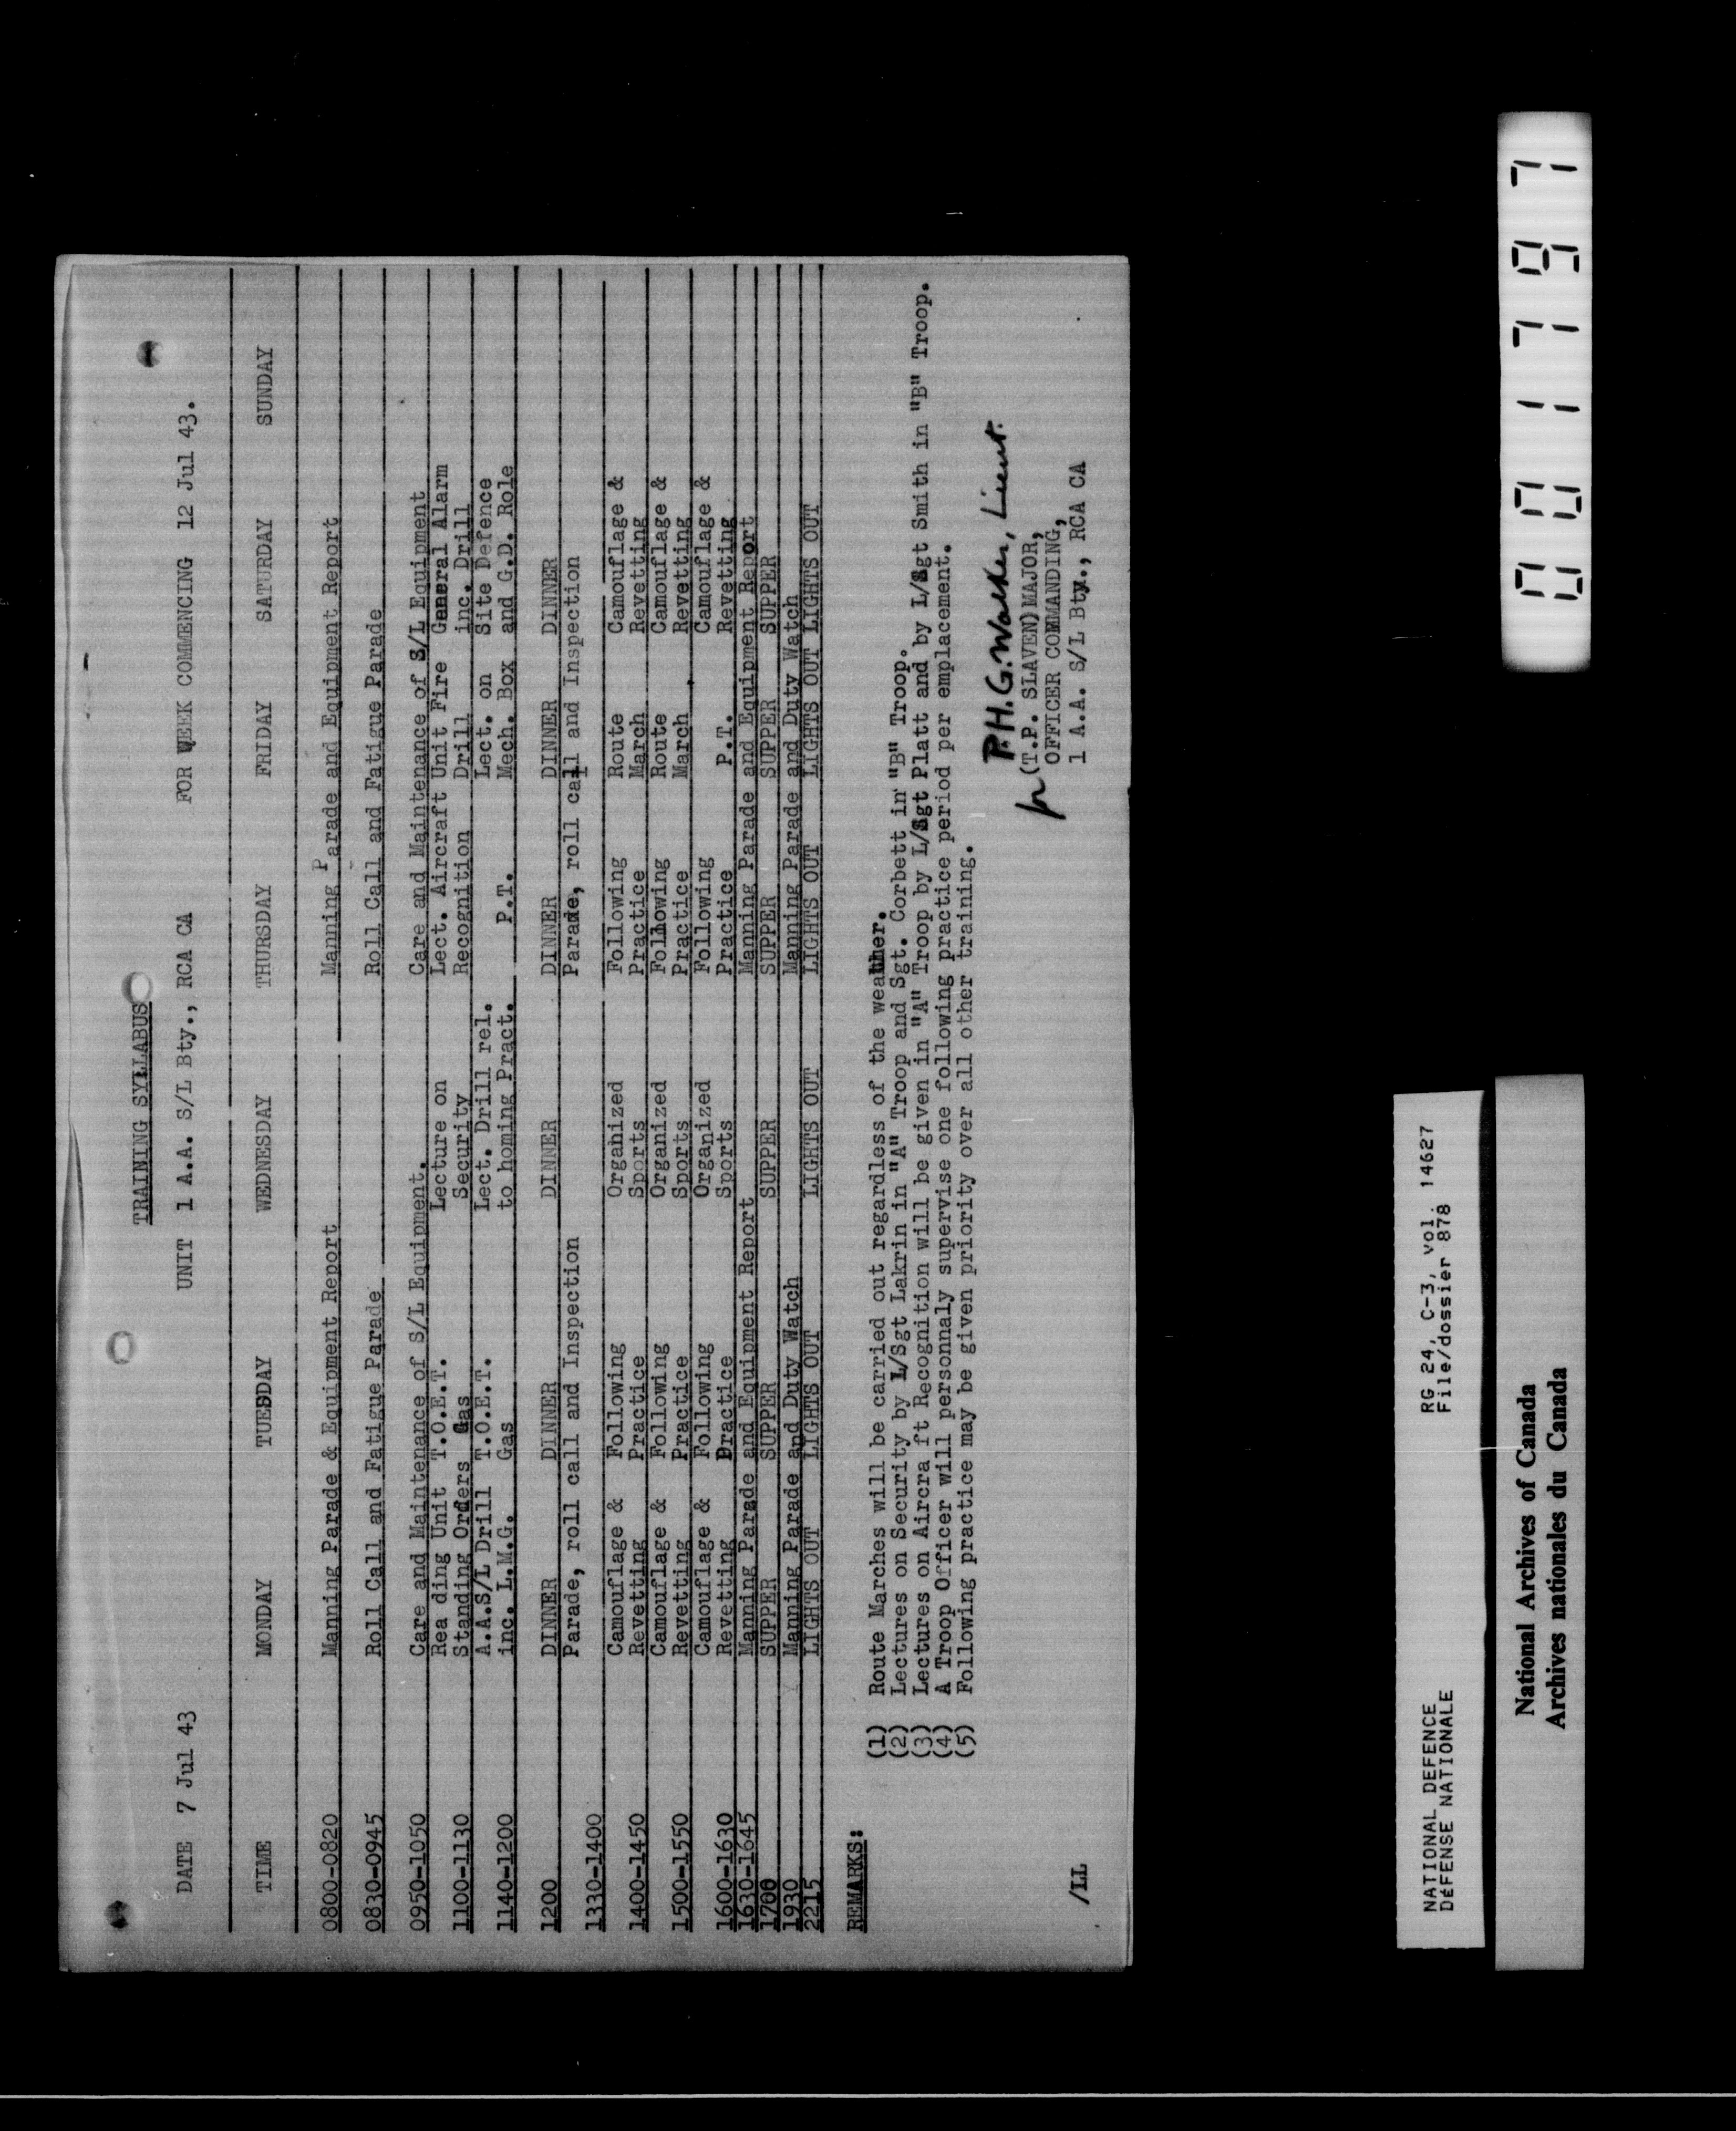 TRAINING SYLLABUS
DATE 7 Jul 43 UNIT 1 A.A. S/L Bty., RCA CA FOR WEEK COMMENCING 12 Jul 43.
TIME MONDAY TUESDAY WEDNESDAY THURSDAY FRIDAY SATURDAY SUNDAY
0800-0820 Manning Parade & Equipment Report Manning Parade and Equipment Report
0830-0945 Roll Call and Fatigue Parade Roll Call and Fatigue Parade
0950-1050 Care and Maintenance of S/L Equipment. Care and Maintenance of S/L Equipment
Rea ding Unit T.O.E.T. Lecture on Lect. Aircraft Unit Fire General Alarm
1100-1130 Standing Orders Gas Security Recognition Drill inc. Drill
A.A.S/L Drill T.O.E.T. Lect. Drill rel. Lect. on Site Defence
1140-1200 inc. L.M.G. Gas to homing Pract. P.T. Mech. Box and G.D. Role
1200 DINNER DINNER DINNER DINNER DINNER DINNER
Parade, roll call and Inspection Parade, roll call and Inspection
1330-1400
Camouflage & Following Organized Following Route Camouflage &
1400-1450 Revetting Practice Sports Practice March Revetting
Camouflage & Following Organized Following Route Camouflage &
1500-1550 Revetting Practice Sports Practice March Revetting
Camouflage & Following Organized Following Camouflage &
1600-1630 Revetting Practice Sports Practice P.T. Revetting
1630-1645 Manning Parade and Equipment Report Manning Parade and Equipment Report
1700 SUPPER SUPPER SUPPER SUPPER SUPPER SUPPER
1930 Manning Parade and Duty Watch Manning Parade and Duty Watch
2215 LIGHTS OUT LIGHTS OUT LIGHTS OUT LIGHTS OUT LIGHTS OUT LIGHTS OUT
REMARKS:
(1) Route Marches will be carried out regardless of the weather.
(2) Lectures on Security by L/Sgt Lakrin in "A" Troop and Sgt. Corbett in "B" Troop.
(3) Lectures on Aircra ft Recognition will be given in "A" Troop by L/Sgt Platt and by L/Sgt Smith in "B" Troop.
(4) A Troop Officer will personnaly supervise one following practice period per emplacement.
(5) Following practice may be given priority over all other training.
P.H.G. Walker, Lieut.
for (T.P. SLAVEN) MAJOR,
OFFICER COMMANDING,
1 A.A. S/L Bty., RCA CA
/LL
NATIONAL DEFENCE RG 24, C-3, vol. 14627
DÉFENSE NATIONALE File/dossier 878
National Archives of Canada
Archives nationales du Canada
001797